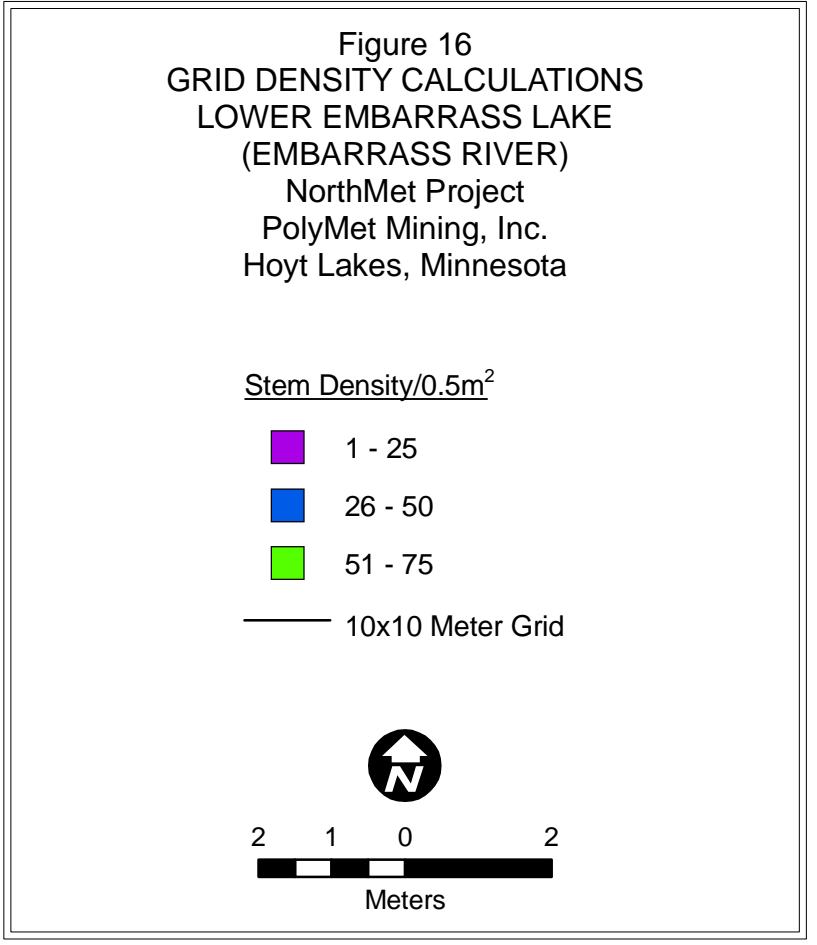 Figure 16
GRID DENSITY CALCULATIONS
LOWER EMBARRASS LAKE
(EMBARRASS RIVER)
NorthMet Project
PolyMet Mining, Inc.
Hoyt Lakes, Minnesota
Stem Density/0.5m²
1 - 25
26 - 50
51 - 75
10x10 Meter Grid
N
2 1 0 2
Meters